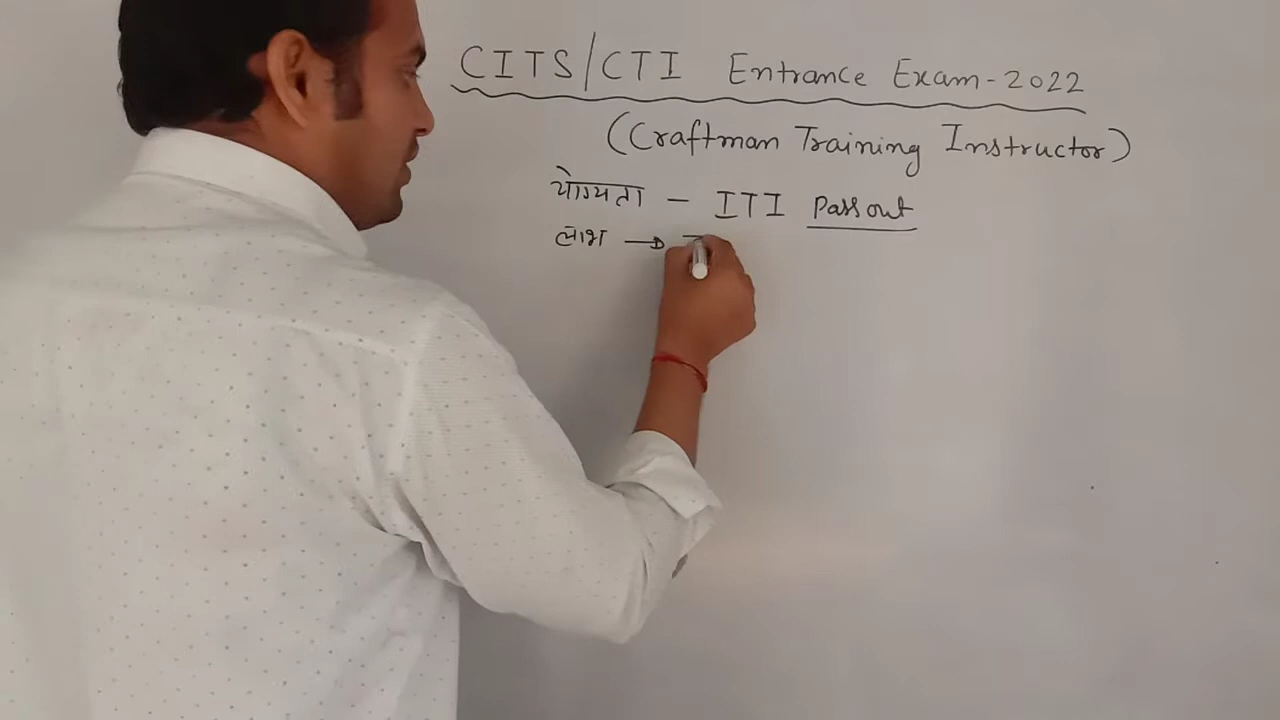 CITS/CTI Entrance Exam-2022
(Craftman Training Instructor)
योग्यता - ITI Passout
लाभ →